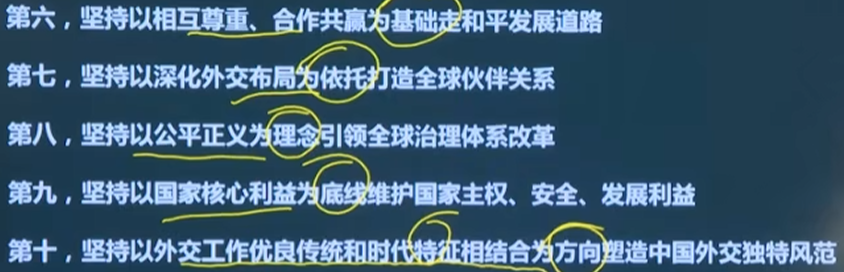 第六，坚持以相互尊重、合作共赢为基础走和平发展道路
第七，坚持以深化外交布局为依托打造全球伙伴关系
第八，坚持以公平正义为理念引领全球治理体系改革
第九，坚持以国家核心利益为底线维护国家主权、安全、发展利益
第十，坚持以外交工作优良传统和时代特征相结合为方向塑造中国外交独特风范